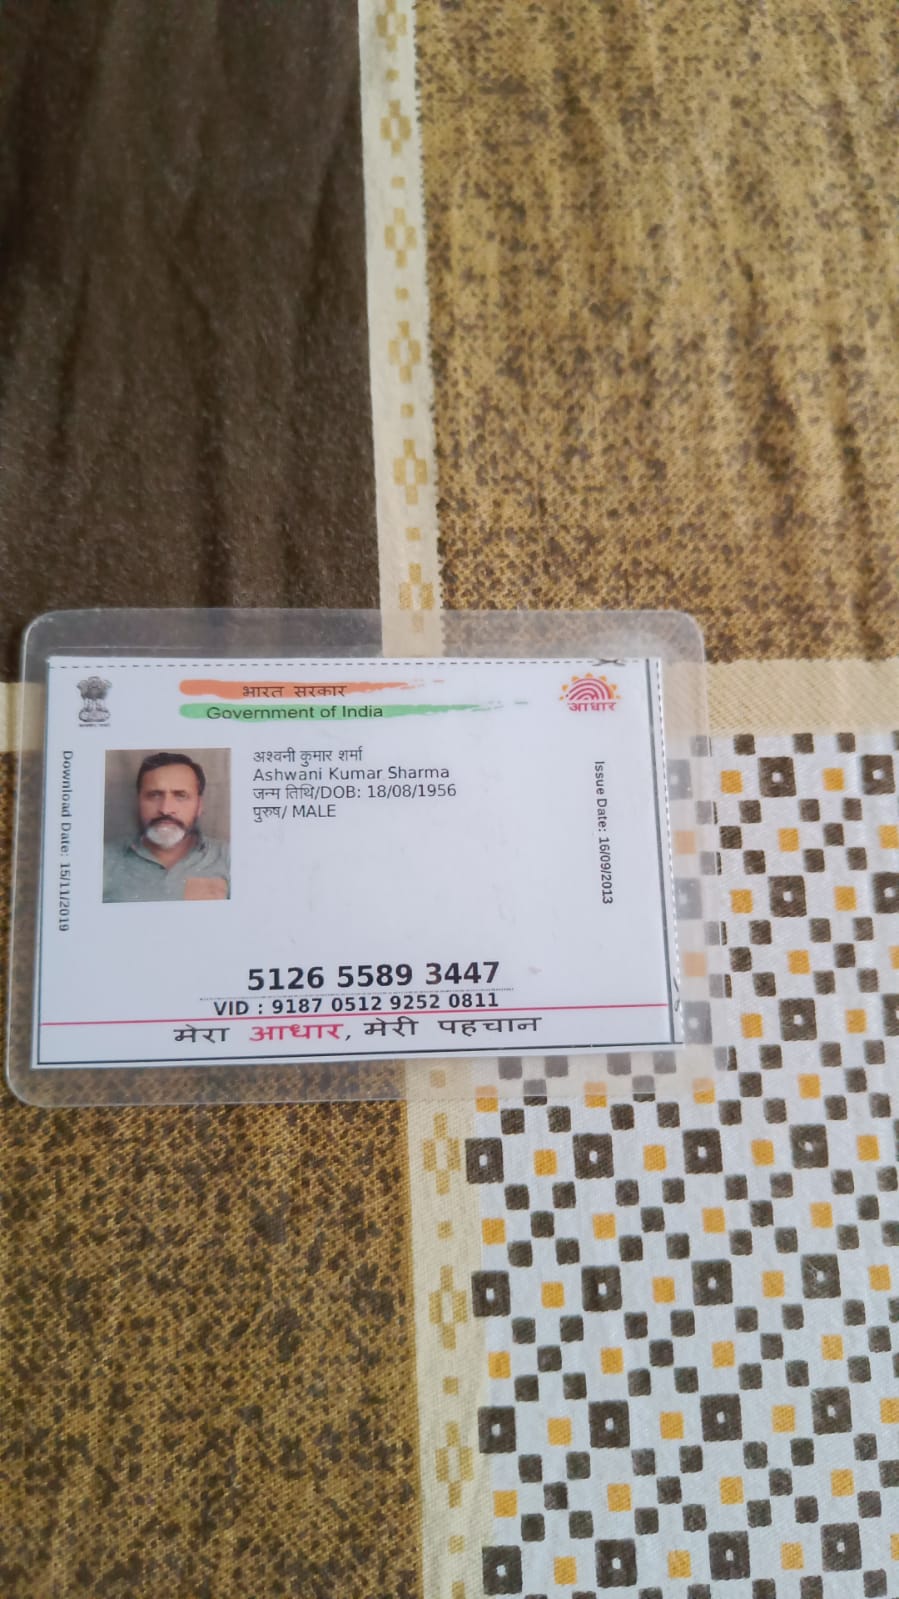 भारत सरकार
Government of India
आधार
Download Date: 15/11/2019
अश्वनी कुमार शर्मा
Ashwani Kumar Sharma
जन्म तिथि/DOB: 18/08/1956
पुरुष/ MALE
Issue Date: 16/09/2013
5126 5589 3447
VID : 9187 0512 9252 0811
मेरा आधार, मेरी पहचान